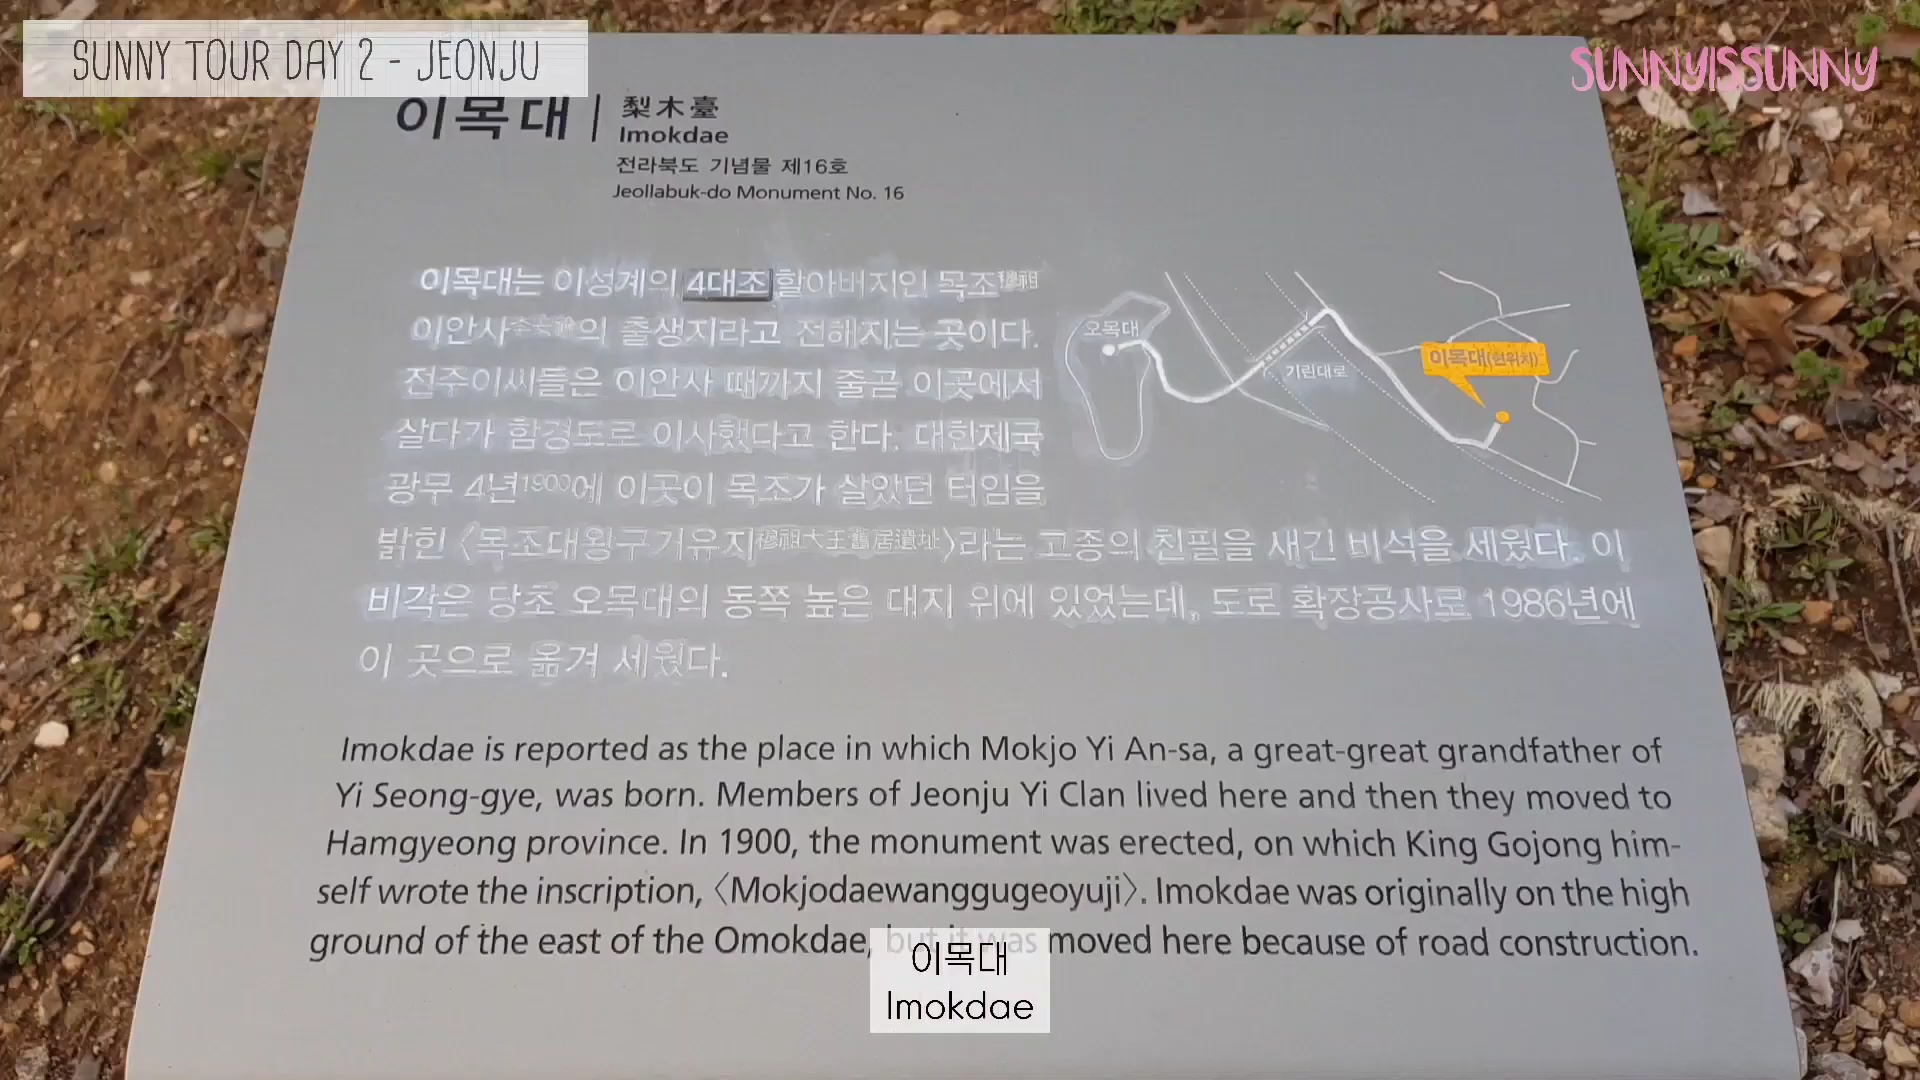 SUNNY TOUR DAY 2 - JEONJU
SUNNYISSUNNY
이목대
梨木臺
Imokdae
전라북도 기념물 제16호
Jeollabuk-do Monument No. 16
이목대는 이성계의 4대조 할아버지인 목조穆祖
이안사李安社의 출생지라고 전해지는 곳이다.
전주이씨들은 이안사 때까지 줄곧 이곳에서
살다가 함경도로 이사했다고 한다. 대한제국
광무 4년1900에 이곳이 목조가 살았던 터임을
밝힌 〈목조대왕구거유지穆祖大王舊居遺址〉라는 고종의 친필을 새긴 비석을 세웠다. 이
비각은 당초 오목대의 동쪽 높은 대지 위에 있었는데, 도로 확장공사로 1986년에
이 곳으로 옮겨 세웠다.
오목대
기린대로
이목대(현위치)
Imokdae is reported as the place in which Mokjo Yi An-sa, a great-great grandfather of
Yi Seong-gye, was born. Members of Jeonju Yi Clan lived here and then they moved to
Hamgyeong province. In 1900, the monument was erected, on which King Gojong him-
self wrote the inscription, 〈Mokjodaewanggugeoyuji〉. Imokdae was originally on the high
ground of the east of the Omokdae, but it was moved here because of road construction.
이목대
Imokdae